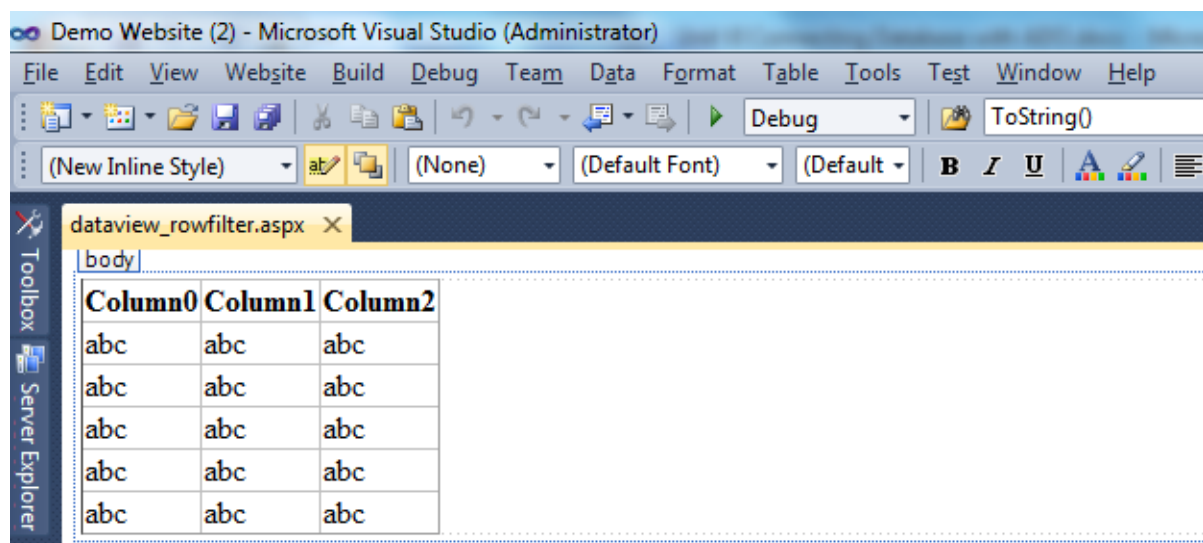 Demo Website (2) - Microsoft Visual Studio (Administrator)
File Edit View Website Build Debug Team Data Format Table Tools Test Window Help
Debug ToString()
(New Inline Style) ab (None) (Default Font) (Default B I U A
dataview_rowfilter.aspx
Toolbox
Server Explorer
body
Column0 Column1 Column2
abc abc abc
abc abc abc
abc abc abc
abc abc abc
abc abc abc